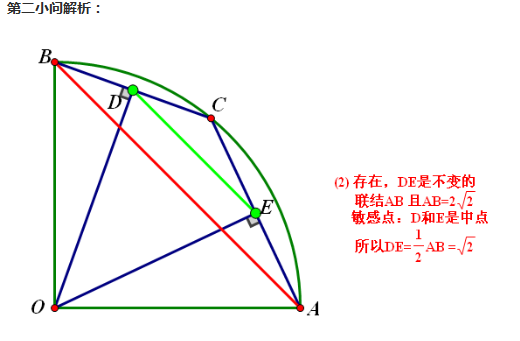 第二小问解析：
B
D
C
E
O
A
(2) 存在，DE是不变的
联结AB 且AB=2√2
敏感点：D和E是中点
所以DE=1/2 AB =√2